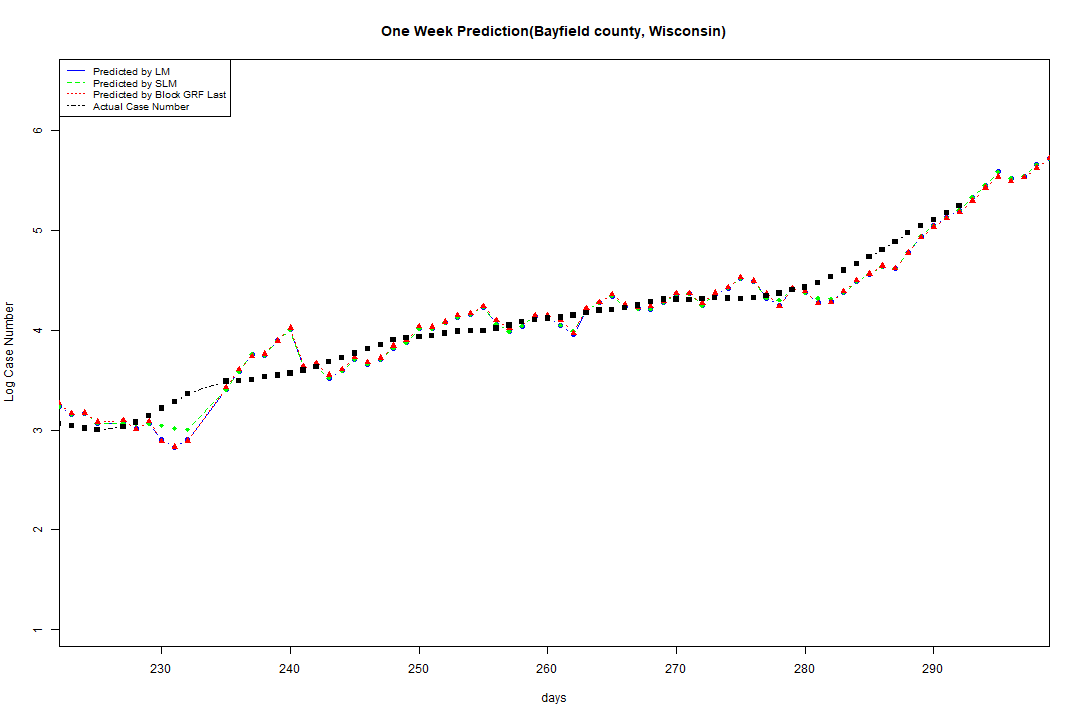 One Week Prediction(Bayfield county, Wisconsin)
Predicted by LM
Predicted by SLM
Predicted by Block GRF Last
Actual Case Number
6
5
4
3
2
1
Log Case Number
230 240 250 260 270 280 290
days